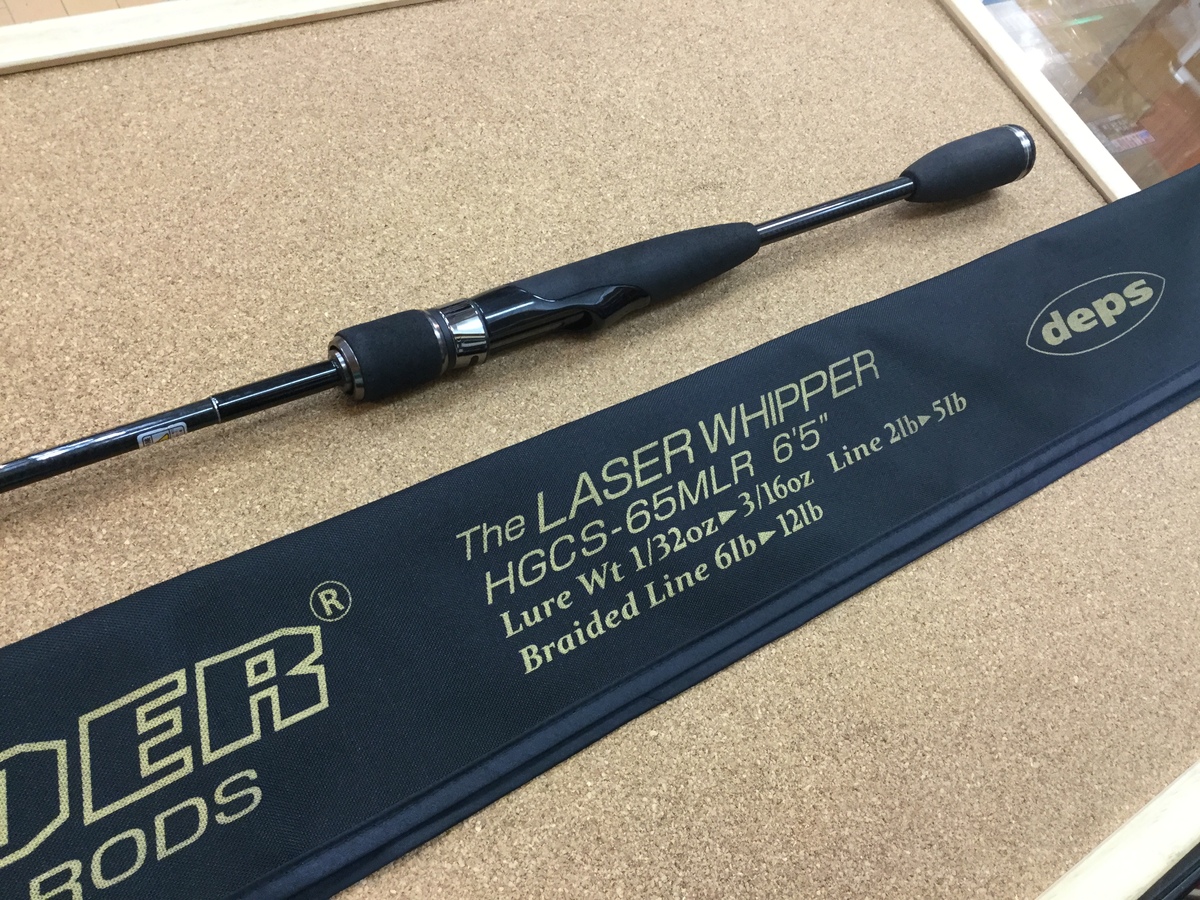 deps
The LASER WHIPPER
HGCS-65MLR 6'5"
Lure Wt 1/32oz▶3/16oz Line 2lb▶5lb
Braided Line 6lb▶12lb
DER®
RODS